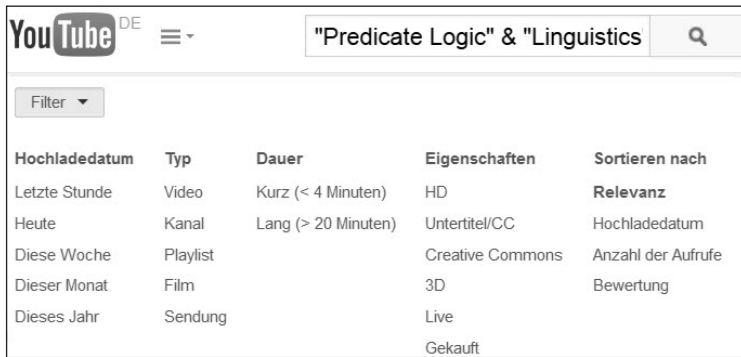 YouTube DE "Predicate Logic" & "Linguistics
Filter
Hochladedatum Typ Dauer Eigenschaften Sortieren nach
Letzte Stunde Video Kurz (< 4 Minuten) HD Relevanz
Heute Kanal Lang (> 20 Minuten) Untertitel/CC Hochladedatum
Diese Woche Playlist Creative Commons Anzahl der Aufrufe
Dieser Monat Film 3D Bewertung
Dieses Jahr Sendung Live
Gekauft